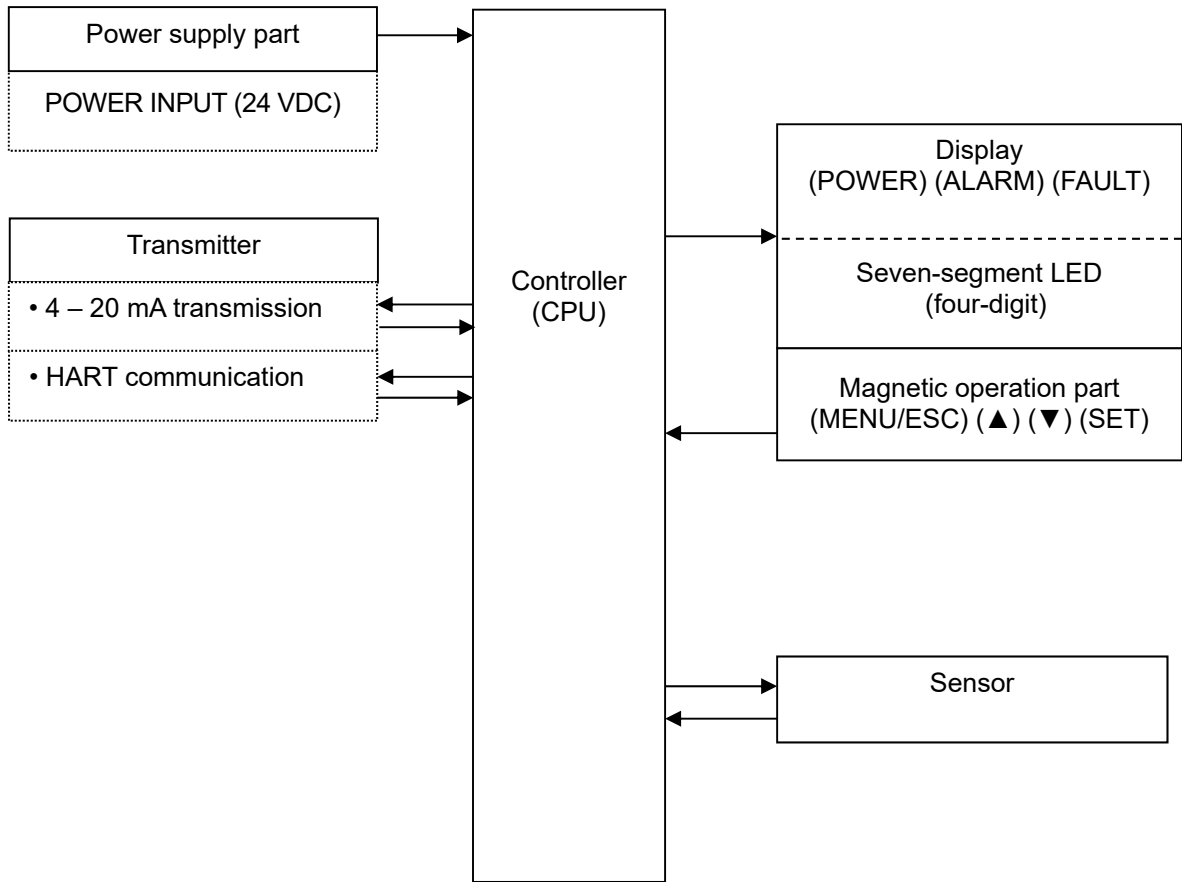 Power supply part
POWER INPUT (24 VDC)
Transmitter
• 4 – 20 mA transmission
• HART communication
Controller
(CPU)
Display
(POWER) (ALARM) (FAULT)
Seven-segment LED
(four-digit)
Magnetic operation part
(MENU/ESC) (▲) (▼) (SET)
Sensor